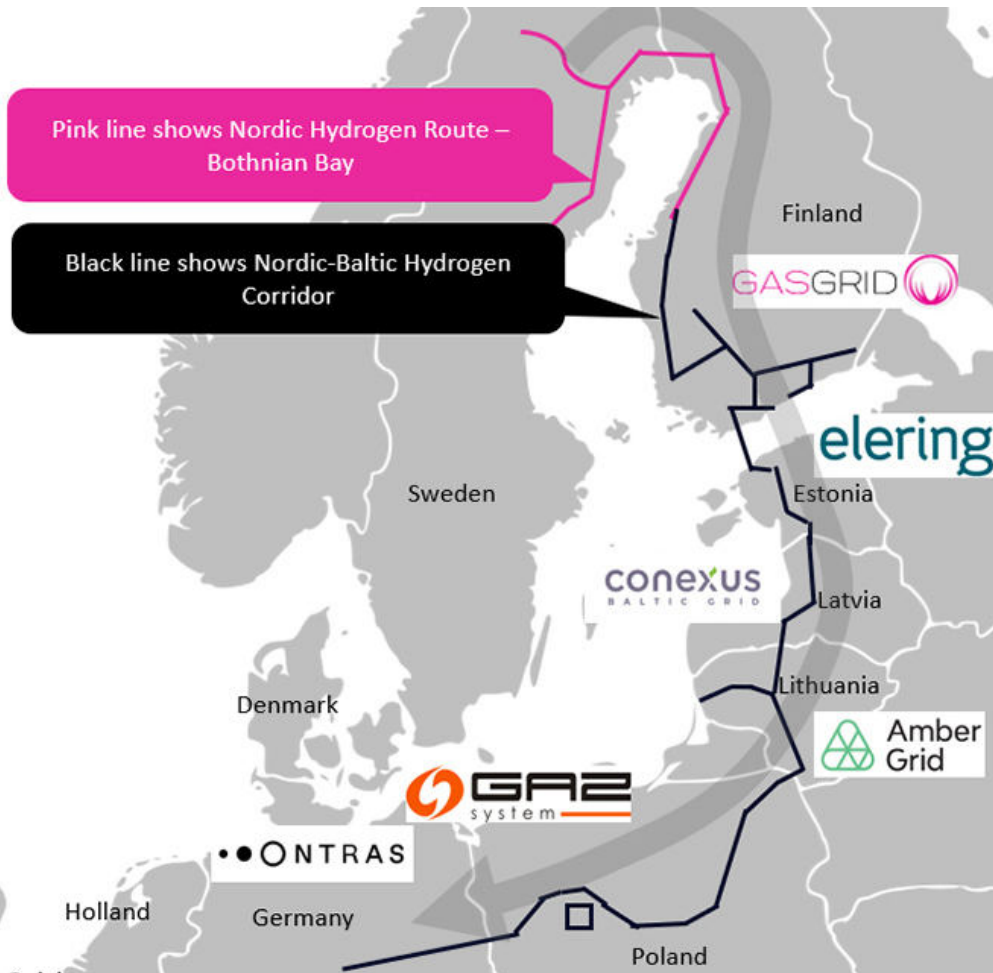 Pink line shows Nordic Hydrogen Route –
Bothnian Bay
Finland
Black line shows Nordic-Baltic Hydrogen
Corridor
GASGRID
elering
Sweden
Estonia
conexus
BALTIC GRID
Latvia
Lithuania
Denmark
Amber
Grid
GAZ
system
ONTRAS
Holland
Germany
Poland